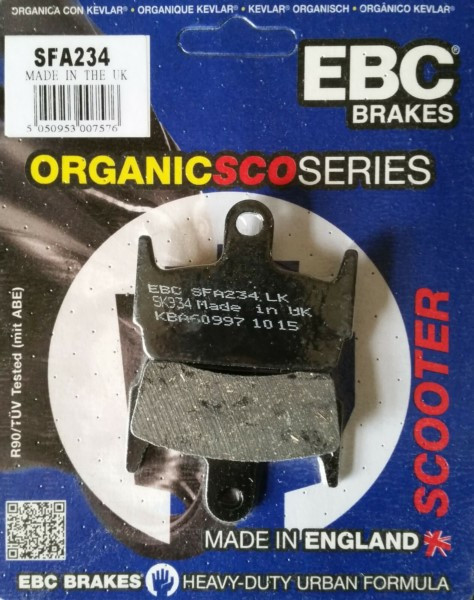 ORGANICA CON KEVLAR® • ORGANIQUE KEVLAR® • KEVLAR® ORGANISCH • ORGÁNICO KEVLAR®
SFA234
MADE IN THE UK
5 050953 007576
EBC®
BRAKES
ORGANICSCOSERIES
EBC SFA234 LK
SK934 Made in UK
KBA60997 1015
R90/TÜV Tested (mit ABE)
SCOOTER
MADE IN ENGLAND
EBC BRAKES HEAVY-DUTY URBAN FORMULA